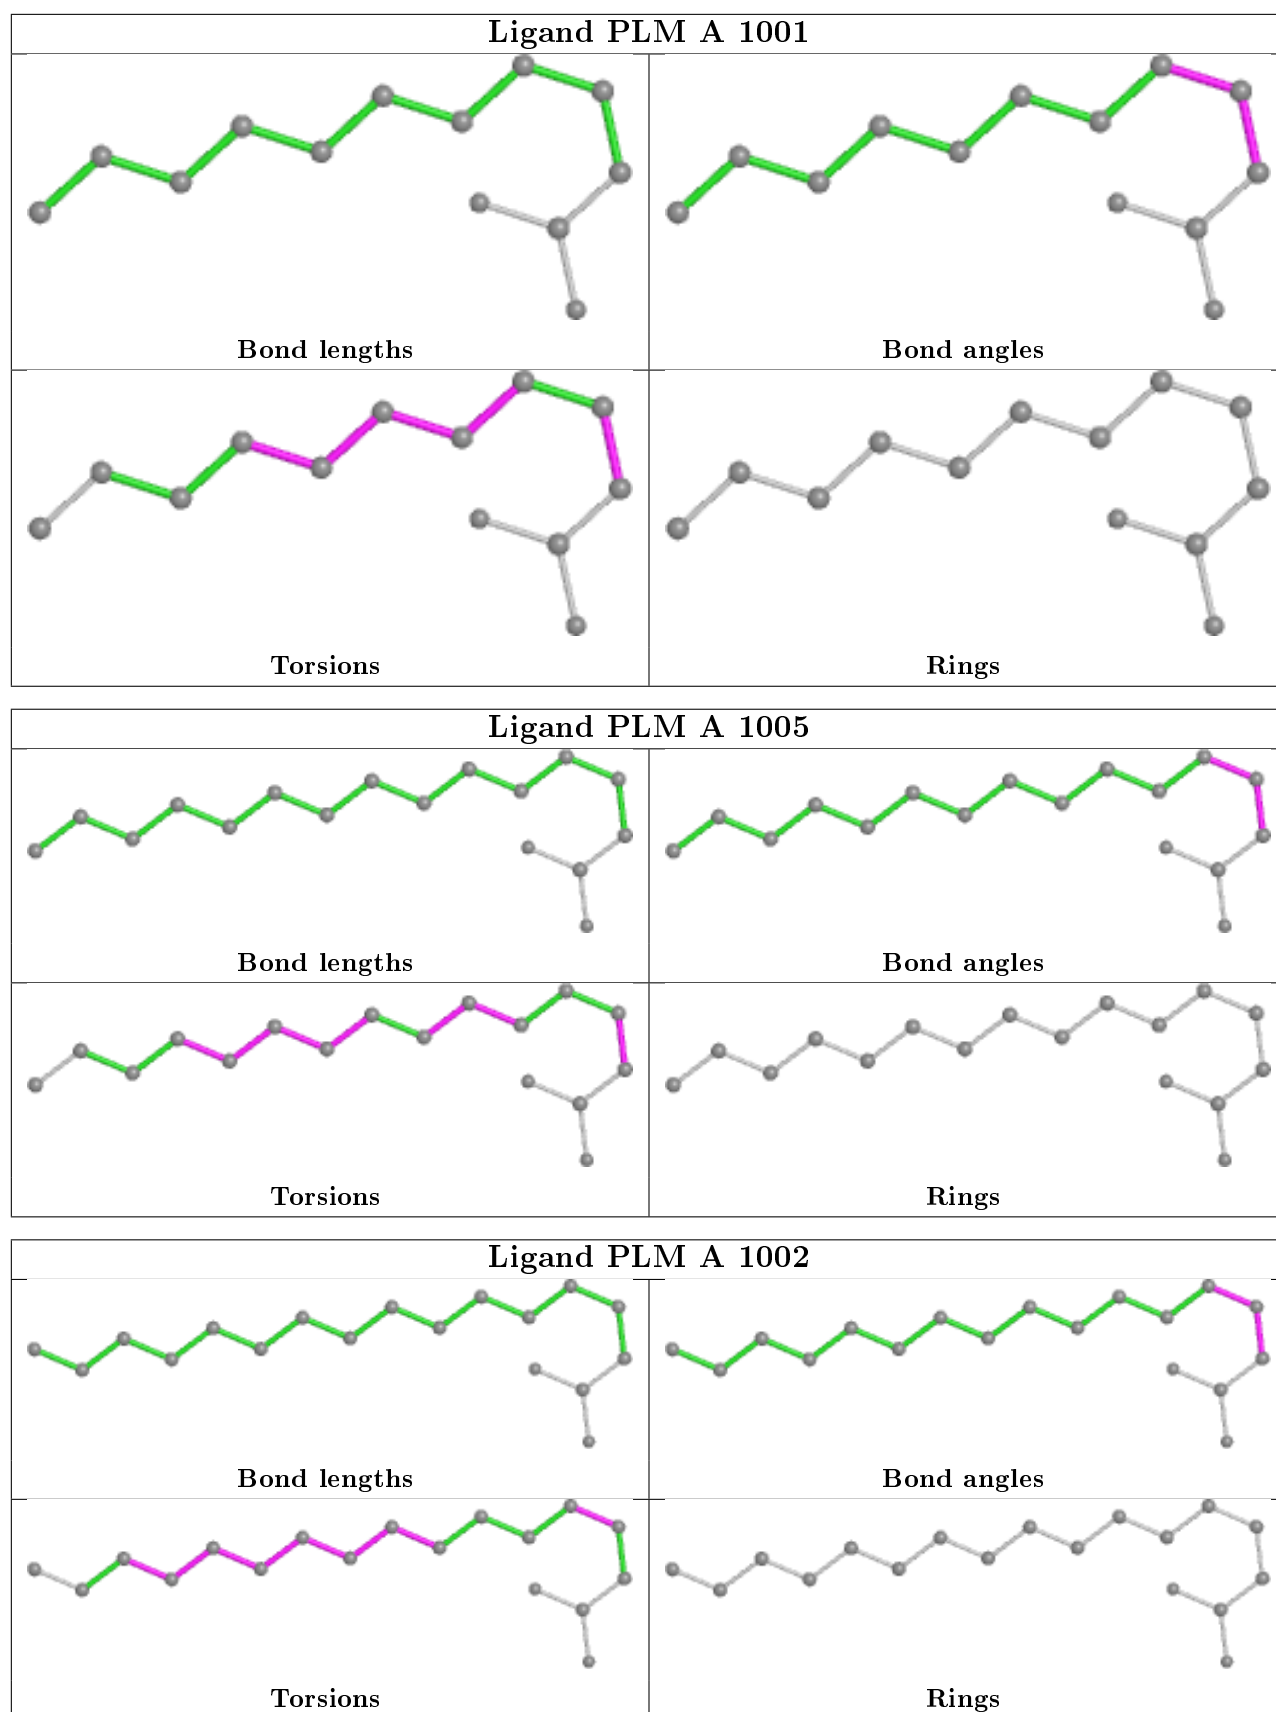 Ligand PLM A 1001
Bond lengths
Bond angles
Torsions
Rings
Ligand PLM A 1005
Bond lengths
Bond angles
Torsions
Rings
Ligand PLM A 1002
Bond lengths
Bond angles
Torsions
Rings